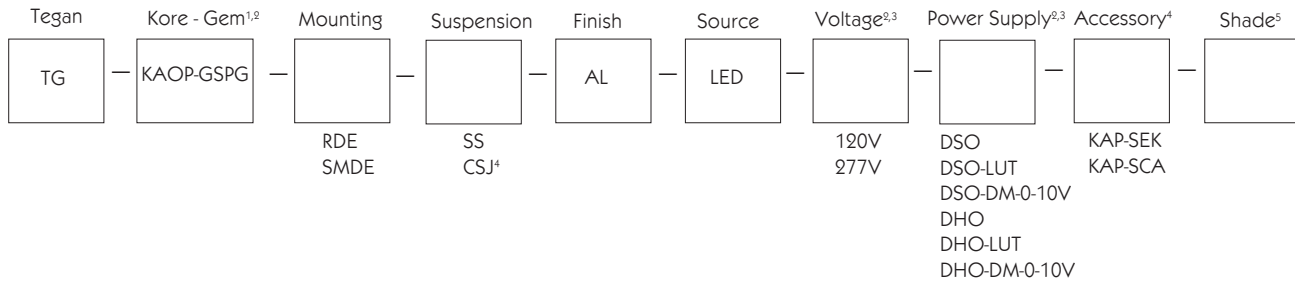 Tegan Kore - Gem¹,² Mounting Suspension Finish Source Voltage²,³ Power Supply²,³ Accessory⁴ Shade⁵
TG — KAOP-GSPG — — — AL — LED — — — —
RDE SS 120V DSO KAP-SEK
SMDE CSJ⁴ 277V DSO-LUT KAP-SCA
DSO-DM-0-10V
DHO
DHO-LUT
DHO-DM-0-10V